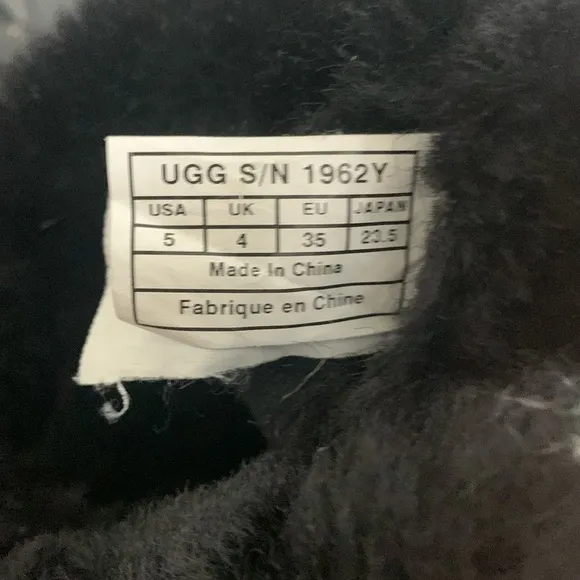 UGG S/N 1962Y
USA UK EU JAPAN
5 4 35 23.5
Made In China
Fabrique en Chine